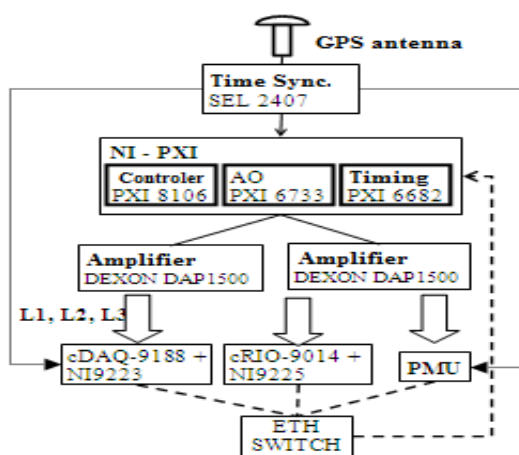 GPS antenna
Time Sync.
SEL 2407
NI - PXI
Controler
PXI 8106
AO
PXI 6733
Timing
PXI 6682
Amplifier
DEXON DAP1500
Amplifier
DEXON DAP1500
L1, L2, L3
cDAQ-9188 +
NI9223
cRIO-9014 +
NI9225
PMU
ETH
SWITCH